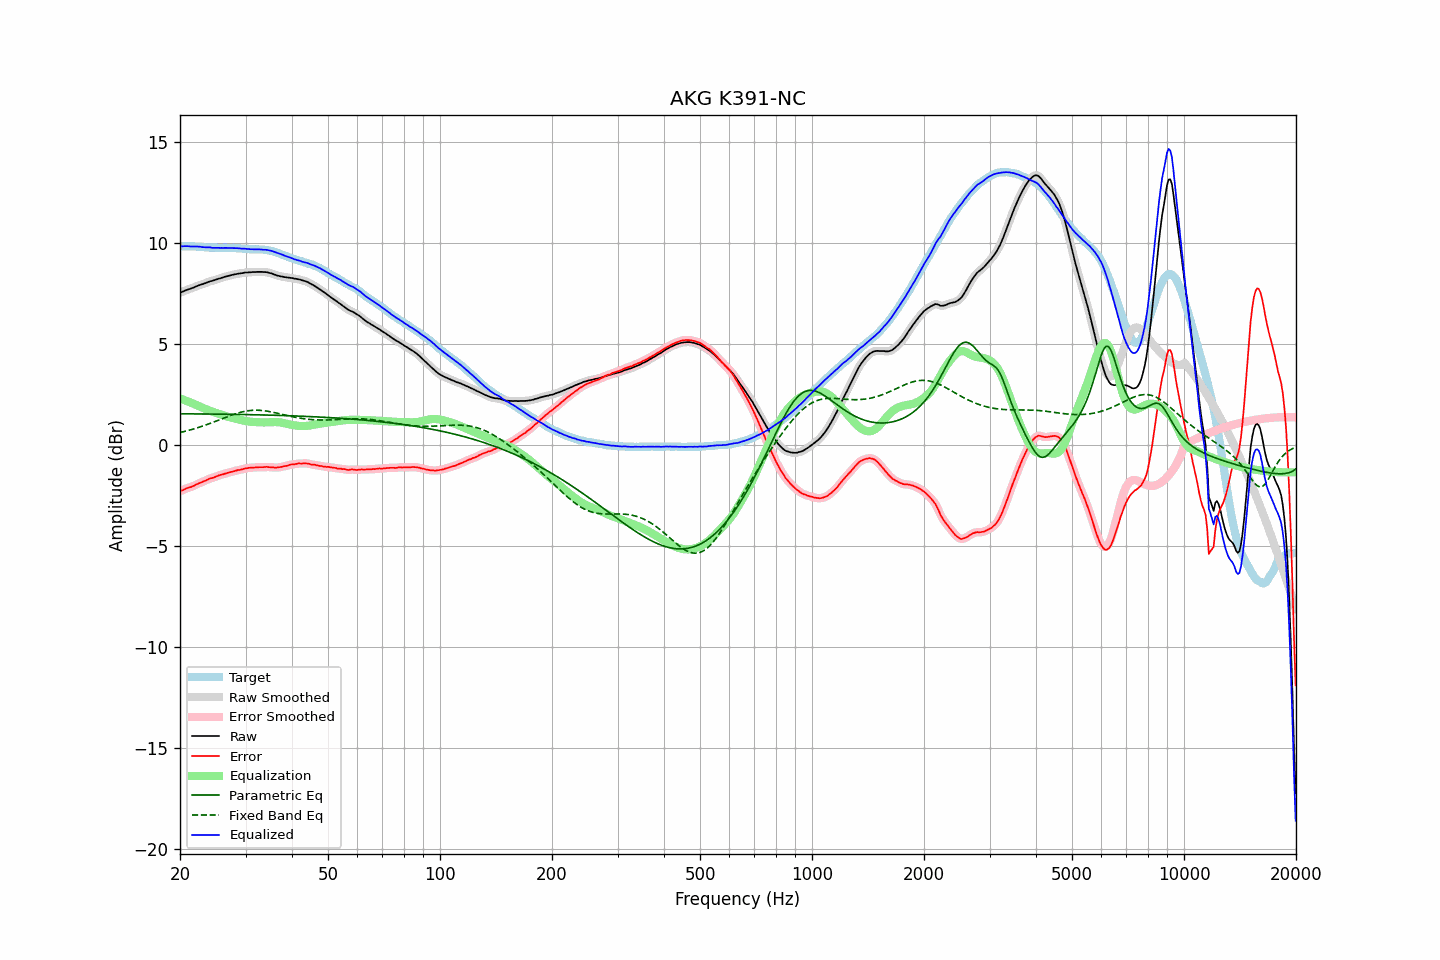 AKG K391-NC
15
10
5
0
−5
−10
−15
−20
Amplitude (dBr)
Target
Raw Smoothed
Error Smoothed
Raw
Error
Equalization
Parametric Eq
Fixed Band Eq
Equalized
20
50
100
200
500
1000
2000
5000
10000
20000
Frequency (Hz)